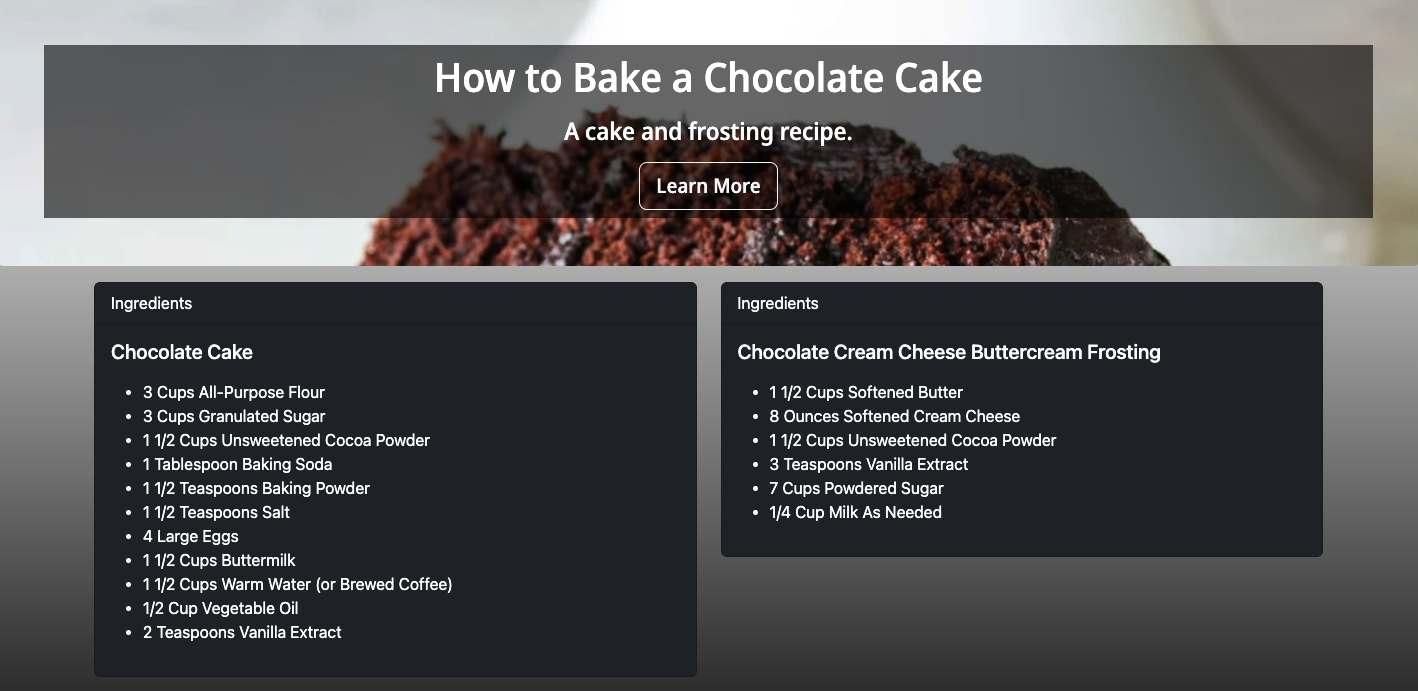 How to Bake a Chocolate Cake
A cake and frosting recipe.
Learn More
Ingredients
Chocolate Cake
• 3 Cups All-Purpose Flour
• 3 Cups Granulated Sugar
• 1 1/2 Cups Unsweetened Cocoa Powder
• 1 Tablespoon Baking Soda
• 1 1/2 Teaspoons Baking Powder
• 1 1/2 Teaspoons Salt
• 4 Large Eggs
• 1 1/2 Cups Buttermilk
• 1 1/2 Cups Warm Water (or Brewed Coffee)
• 1/2 Cup Vegetable Oil
• 2 Teaspoons Vanilla Extract
Ingredients
Chocolate Cream Cheese Buttercream Frosting
• 1 1/2 Cups Softened Butter
• 8 Ounces Softened Cream Cheese
• 1 1/2 Cups Unsweetened Cocoa Powder
• 3 Teaspoons Vanilla Extract
• 7 Cups Powdered Sugar
• 1/4 Cup Milk As Needed